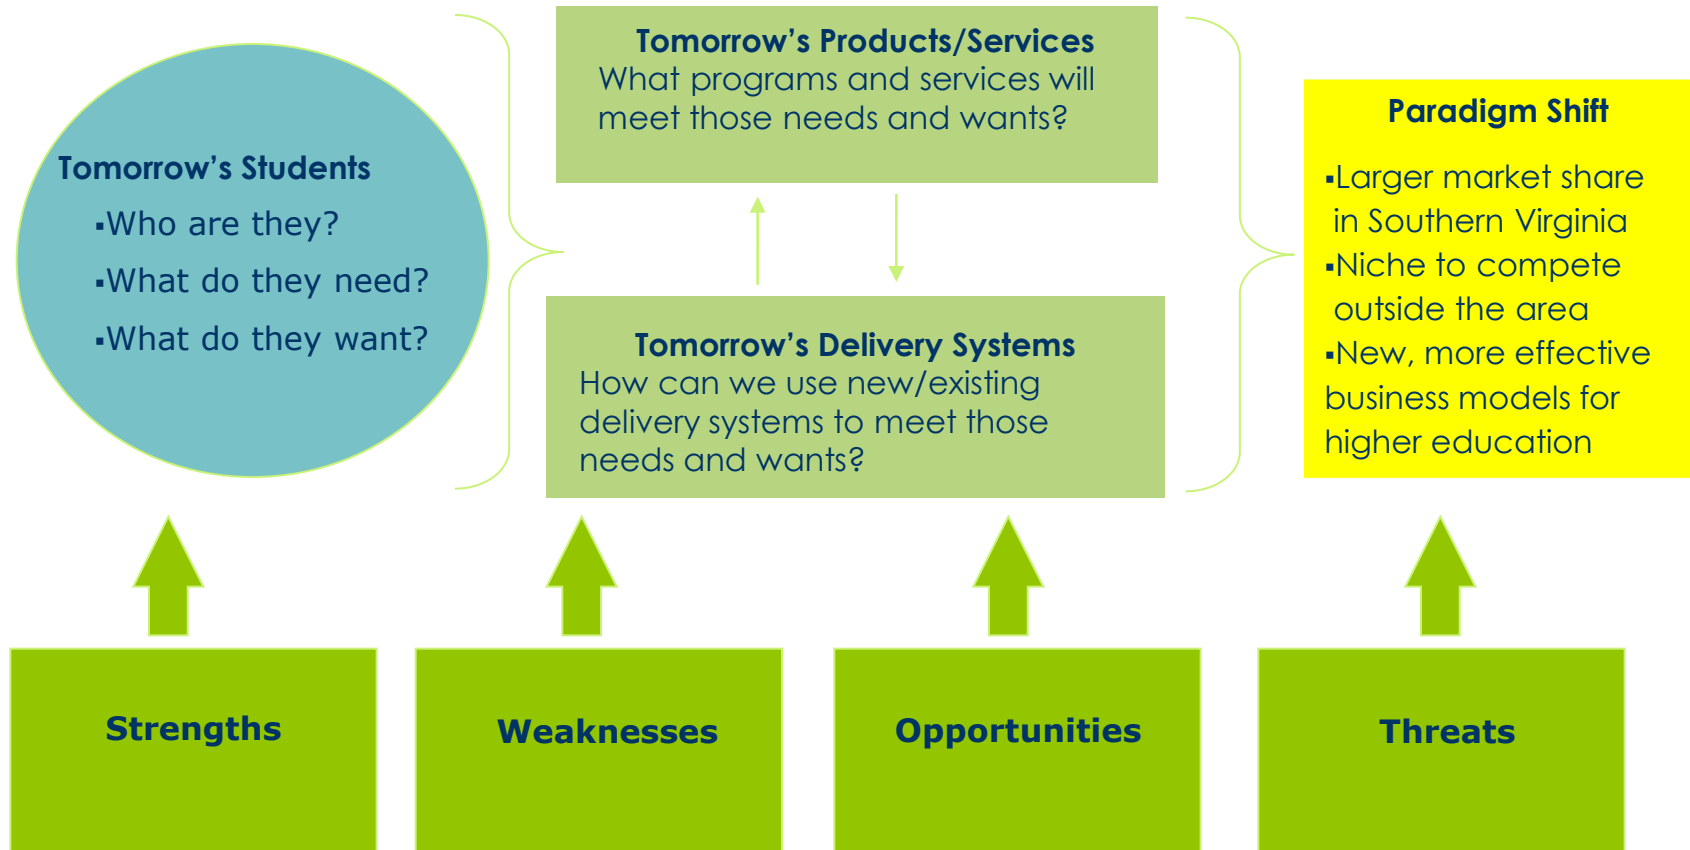 Tomorrow’s Students
▪Who are they?
▪What do they need?
▪What do they want?
Tomorrow’s Products/Services
What programs and services will
meet those needs and wants?
Tomorrow’s Delivery Systems
How can we use new/existing
delivery systems to meet those
needs and wants?
Paradigm Shift
▪Larger market share
in Southern Virginia
▪Niche to compete
outside the area
▪New, more effective
business models for
higher education
Strengths
Weaknesses
Opportunities
Threats